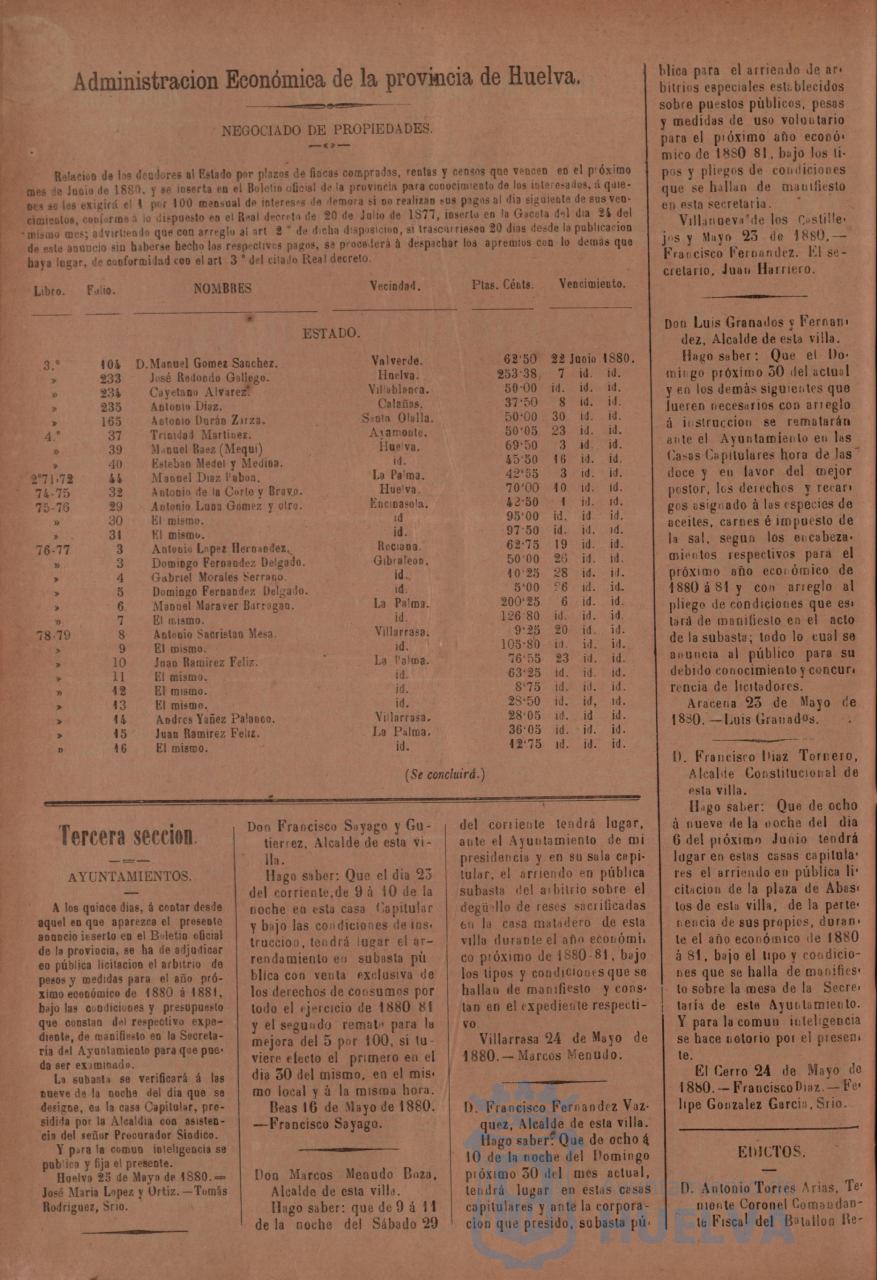 Administracion Económica de la provincia de Huelva.
NEGOCIADO DE PROPIEDADES.
Relacion de los deudores al Estado por plazos de fincas compradas, rentas y censos que vencen en el próximo
mes de Junio de 1880, y se inserta en el Boletin oficial de la provincia para conocimiento de los interesados, á quie-
nes se les exigirá el 1 por 100 mensual de intereses de demora si no realizan sus pagos al dia siguiente de sus ven-
cimientos, conforme á lo dispuesto en el Real decreto de 20 de Julio de 1877, inserto en la Gaceta del dia 24 del
mismo mes; advirtiendo que con arreglo al art 2° de dicha disposicion, si trascurriesen 20 dias desde la publicacion
de este anuncio sin haberse hecho los respectivos pagos, se procederá à despachar los apremios con lo demás que
haya lugar, de conformidad con el art 3° del citado Real decreto.
Libro. Folio. NOMBRES Vecindad. Ptas. Cénts. Vencimiento.
ESTADO.
3.° 104 D. Manuel Gomez Sanchez. Valverde. 62'50 22 Junio 1880.
» 233 José Redondo Gallego. Huelva. 253'38 7 id. id.
» 234 Cayetano Alvarez. Villablanca. 50'00 id. id. id.
» 235 Antonio Diaz. Calañas. 37'50 8 id. id.
» 165 Antonio Durán Zarza. Santa Olalla. 50'00 30 id. id.
4.° 37 Trinidad Martinez. Ayamonte. 50'05 23 id. id.
» 39 Manuel Baez (Mequi) Huelva. 69'50 3 id. id.
» 40 Esteban Medel y Medina. id. 45'50 16 id. id.
2°71-72 44 Manuel Diaz Pabon. La Palma. 42'55 3 id. id.
74-75 32 Antonio de la Corte y Bravo. Huelva. 70'00 10 id. id.
75-76 29 Antonio Luna Gomez y otro. Encinasola. 42'50 1 id. id.
» 30 El mismo. id 95'00 id. id id.
» 31 El mismo. id. 97'50 id. id. id.
76-77 3 Antonio Lopez Hernandez. Rociana. 62'75 19 id. id.
» 3 Domingo Fernandez Delgado. Gibraleon. 50'00 26 id. id.
» 4 Gabriel Morales Serrano. id. 40'25 28 id. id.
» 5 Domingo Fernandez Delgado. id. 5'00 26 id. id.
» 6 Manuel Maraver Barragan. La Palma. 200'25 6 id. id.
» 7 El mismo. id. 126'80 id. id. id.
78-79 8 Antonio Sacristan Mesa. Villarrasa. 9'25 20 id. id.
» 9 El mismo. id. 105'80 id. id. id.
» 10 Juan Ramirez Feliz. La Palma. 76'55 23 id. id.
» 11 El mismo. id. 63'25 id. id. id.
» 12 El mismo. id. 8'75 id. id. id.
» 13 El mismo. id. 28'50 id. id, id.
» 14 Andres Yañez Palanco. Villarrasa. 28'05 id. id id.
» 15 Juan Ramirez Feliz. La Palma. 36'05 id. id. id.
» 16 El mismo. id. 12'75 id. id. id.
(Se concluirá.)
Tercera seccion.
AYUNTAMIENTOS.
A los quince dias, á contar desde
aquel en que aparezca el presente
anuncio inserto en el Boletin oficial
de la provincia, se ha de adjudicar
en pública licitacion el arbitrio de
pesos y medidas para el año pró-
ximo económico de 1880 á 1881,
bajo las condiciones y presupuesto
que constan del respectivo expe-
diente, de manifiesto en la Secreta-
ría del Ayuntamiento para que pue-
da ser examinado.
La subasta se verificará á las
nueve de la noche del dia que se
designe, en la casa Capitular, pre-
sidida por la Alcaldia con asisten-
cia del señor Procurador Sindico.
Y para la comun inteligencia se
publico y fija el presente.
Huelva 25 de Mayo de 1880.—
José Maria Lopez y Ortiz.—Tomás
Rodriguez, Srio.
Don Francisco Sayago y Gu-
tierrez, Alcalde de esta vi-
lla.
Hago saber: Que el dia 25
del corriente, de 9 á 10 de la
noche en esta casa Capitular
y bajo las condiciones de ins-
truccion, tendrá lugar el ar-
rendamiento en subasta pú
blica con venta exclusiva de
los derechos de consumos por
todo el ejercicio de 1880 81
y el segundo remate para la
mejora del 5 por 100, si tu-
viere efecto el primero en el
dia 30 del mismo, en el mis-
mo local y à la misma hora.
Beas 16 de Mayo de 1880.
—Francisco Sayago.
Don Marcos Menudo Daza,
Alcalde de esta villa.
Hago saber: que de 9 á 11
de la noche del Sábado 29
del corriente tendrá lugar,
ante el Ayuntamiento de mi
presidencia y en su sala capi-
tular, el arriendo en pública
subasta del arbitrio sobre el
degüello de reses sacrificadas
en la casa matadero de esta
villa durante el año económi-
co próximo de 1880-81, bajo
los tipos y condiciones que se
hallan de manifiesto y cons-
tan en el expediente respecti-
vo.
Villarrasa 24 de Mayo de
1880.—Marcos Menudo.
D. Francisco Fernandez Vaz-
quez, Alcalde de esta villa.
Hago saber: Que de ocho á
10 de la noche del Domingo
próximo 30 del mes actual,
tendrá lugar en estas casas
capitulares y ante la corpora-
cion que presido, subasta pú-
blica para el arriendo de ar-
bitrios especiales establecidos
sobre puestos públicos, pesas
y medidas de uso voluntario
para el próximo año econó-
mico de 1880 81, bajo los ti-
pos y pliegos de condiciones
que se hallan de manifiesto
en esta secretaria.
Villanueva de los Castille-
jos y Mayo 23 de 1880.—
Francisco Fernandez. El se-
cretario, Juan Harriero.
Don Luis Granados y Fernan-
dez, Alcalde de esta villa.
Hago saber: Que el Do-
mingo próximo 30 del actual
y en los demás siguientes que
fueren necesarios con arreglo
á instruccion se rematarán
ante el Ayuntamiento en las
Casas Capitulares hora de las
doce y en favor del mejor
postor, los derechos y recar-
gos asignado à las especies de
aceites, carnes é impuesto de
la sal, segun los encabeza-
mientos respectivos para el
próximo año económico de
1880 á 81 y con arreglo al
pliego de condiciones que es-
tará de manifiesto en el acto
de la subasta; todo lo cual se
anuncia al público para su
debido conocimiento y concur-
rencia de licitadores.
Aracena 23 de Mayo de
1880.—Luis Granados.
D. Francisco Diaz Tornero,
Alcalde Constitucional de
esta villa.
Hago saber: Que de ocho
à nueve de la noche del dia
6 del próximo Junio tendrá
lugar en estas casas capitula-
res el arriendo en pública li-
citacion de la plaza de Abas-
tos de esta villa, de la perte-
nencia de sus propios, duran-
te el año económico de 1880
á 81, bajo el tipo y condicio-
nes que se halla de manifies-
to sobre la mesa de la Secre-
taría de este Ayuntamiento.
Y para la comun inteligencia
se hace notorio por el presen-
te.
El Cerro 24 de Mayo de
1880.—Francisco Diaz.—Fe-
lipe Gonzalez Garcia, Srio.
EDICTOS.
D. Antonio Torres Arias, Te-
niente Coronel Comandan-
te Fiscal del Batallon Re-
HUELVA